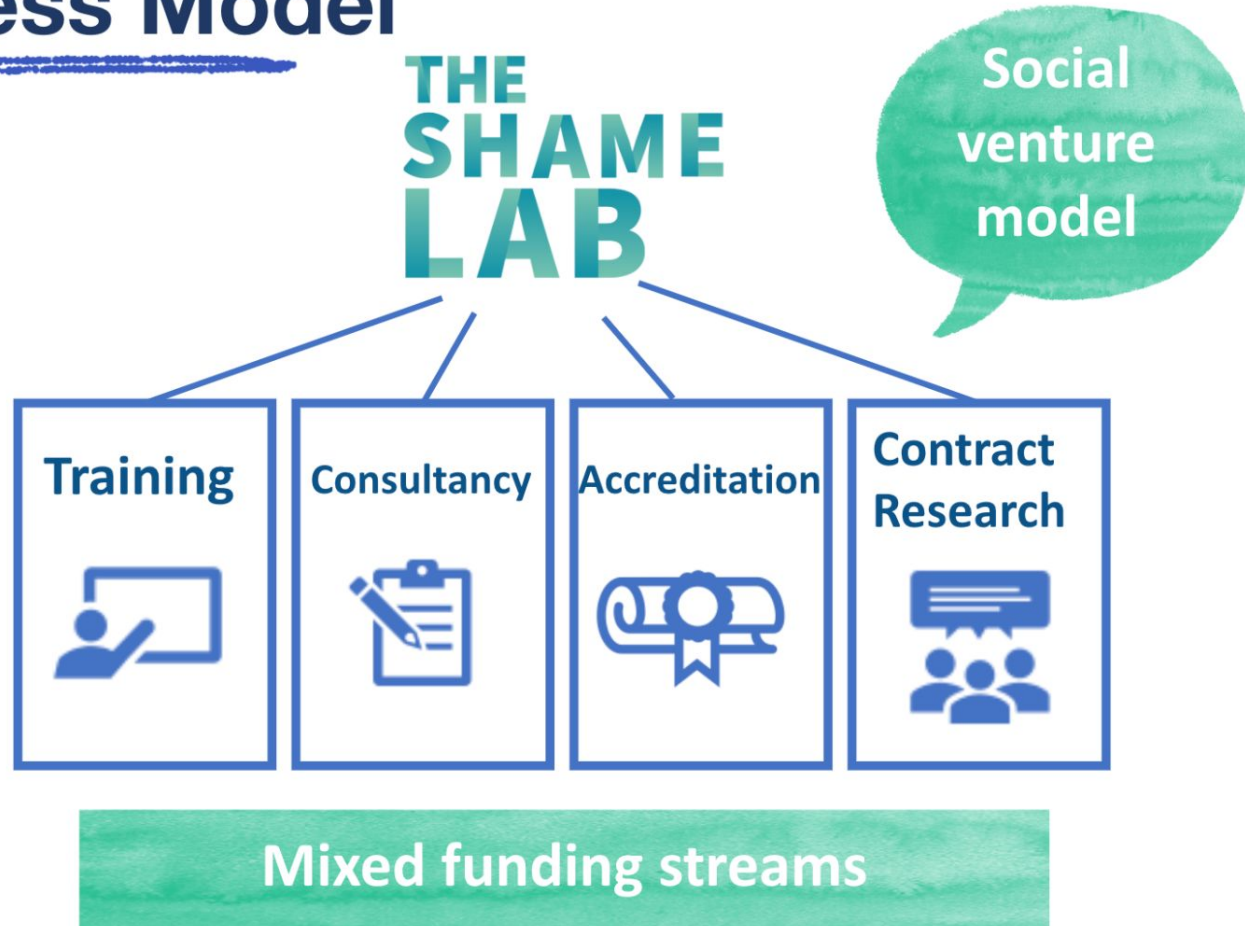 ess Model
THE
SHAME
LAB
Social
venture
model
Training
Consultancy
Accreditation
Contract
Research
Mixed funding streams